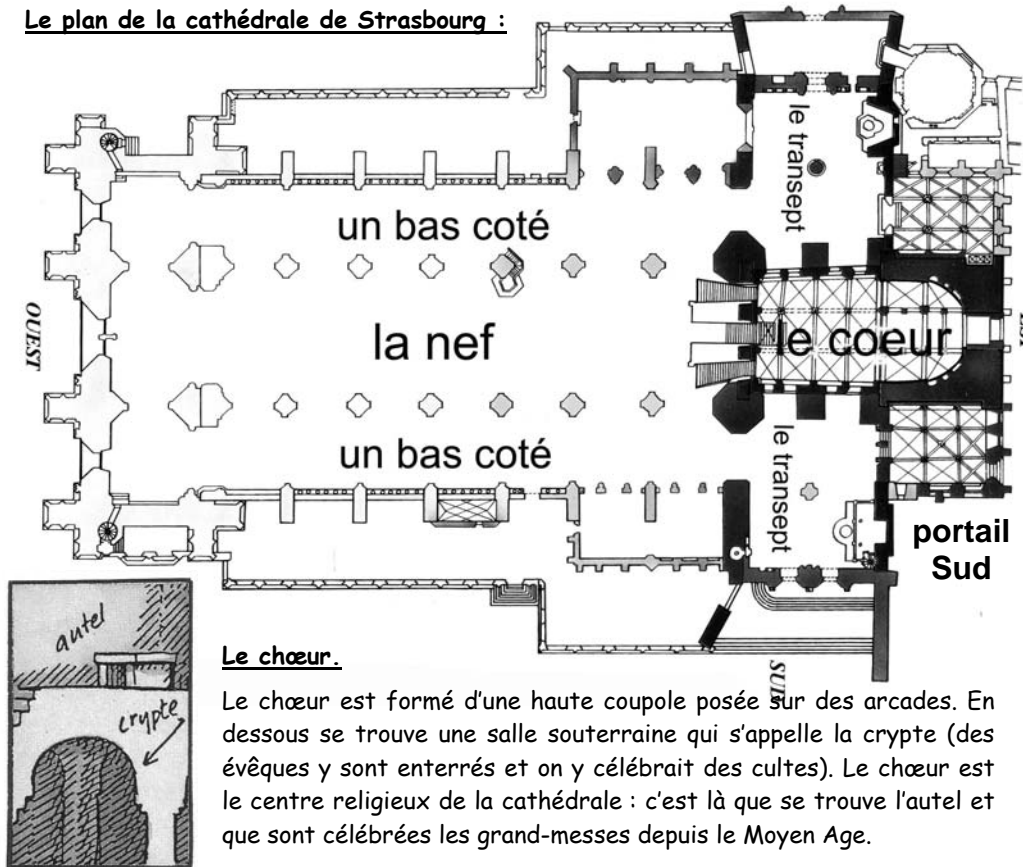 Le plan de la cathédrale de Strasbourg :
le transept
un bas coté
OUEST
la nef
le coeur
un bas coté
le transept
portail
Sud
autel
crypte
SUD
Le chœur.
Le chœur est formé d'une haute coupole posée sur des arcades. En
dessous se trouve une salle souterraine qui s'appelle la crypte (des
évêques y sont enterrés et on y célébrait des cultes). Le chœur est
le centre religieux de la cathédrale : c'est là que se trouve l'autel et
que sont célébrées les grand-messes depuis le Moyen Age.